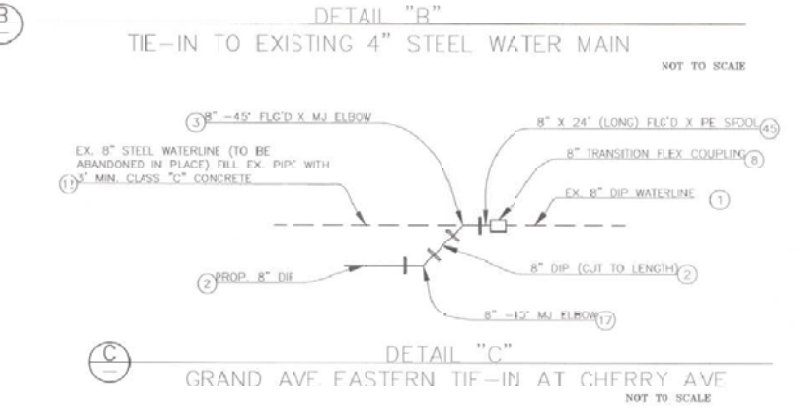 B
DETAIL "B"
TIE-IN TO EXISTING 4" STEEL WATER MAIN
NOT TO SCALE
3 8" -45° FLG'D X MJ ELBOW
8" X 24" (LONG) FLG'D X PE SPOOL 45
EX. 8" STEEL WATERLINE (TO BE
ABANDONED IN PLACE) FILL EX. PIPE WITH
11 3' MIN. CLASS "C" CONCRETE
8" TRANSITION FLEX COUPLING 8
EX. 8" DIP WATERLINE 1
2 PROP. 8" DIP
8" DIP (CUT TO LENGTH) 2
8" MJ ELBOW 17
C
DETAIL "C"
GRAND AVE EASTERN TIE-IN AT CHERRY AVE
NOT TO SCALE